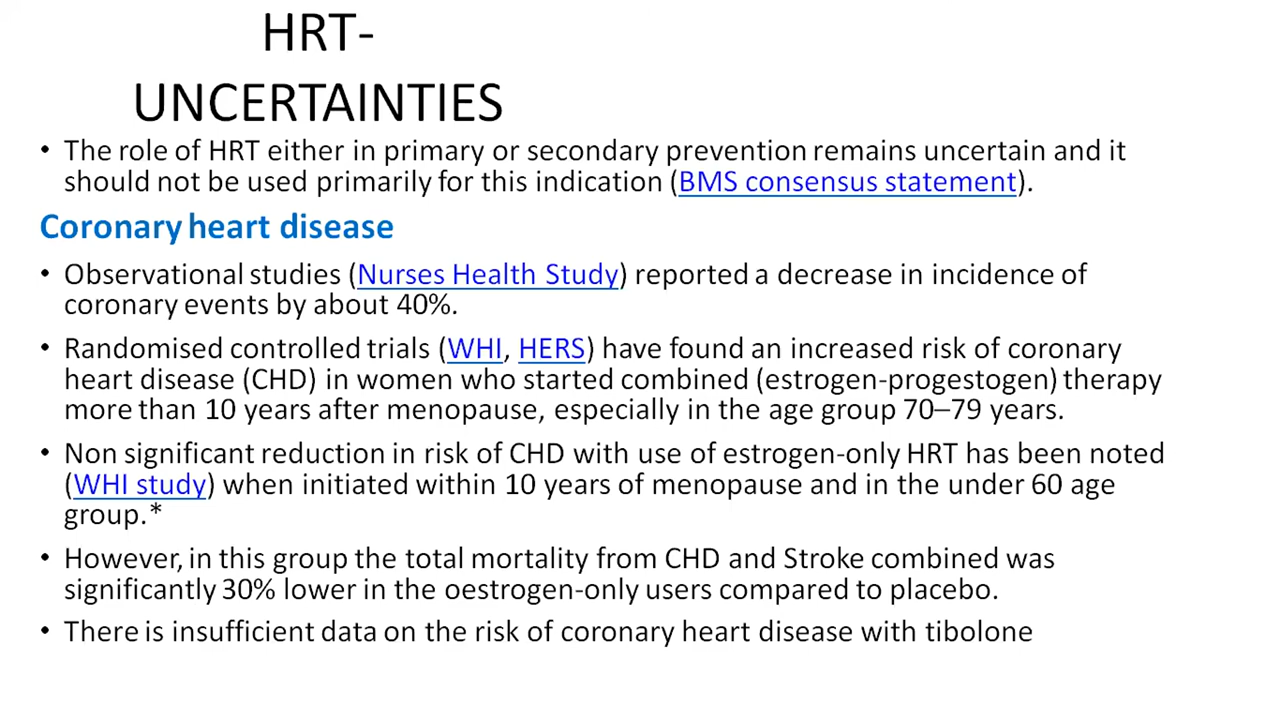 HRT-
UNCERTAINTIES
• The role of HRT either in primary or secondary prevention remains uncertain and it
should not be used primarily for this indication (BMS consensus statement).
Coronary heart disease
• Observational studies (Nurses Health Study) reported a decrease in incidence of
coronary events by about 40%.
• Randomised controlled trials (WHI, HERS) have found an increased risk of coronary
heart disease (CHD) in women who started combined (estrogen-progestogen) therapy
more than 10 years after menopause, especially in the age group 70–79 years.
• Non significant reduction in risk of CHD with use of estrogen-only HRT has been noted
(WHI study) when initiated within 10 years of menopause and in the under 60 age
group.*
• However, in this group the total mortality from CHD and Stroke combined was
significantly 30% lower in the oestrogen-only users compared to placebo.
• There is insufficient data on the risk of coronary heart disease with tibolone